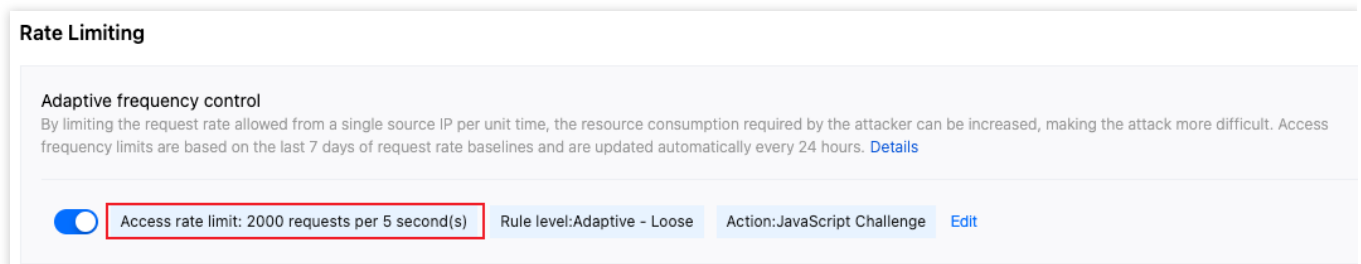 Rate Limiting
Adaptive frequency control
By limiting the request rate allowed from a single source IP per unit time, the resource consumption required by the attacker can be increased, making the attack more difficult. Access
frequency limits are based on the last 7 days of request rate baselines and are updated automatically every 24 hours. Details
Access rate limit: 2000 requests per 5 second(s) Rule level:Adaptive - Loose Action:JavaScript Challenge Edit